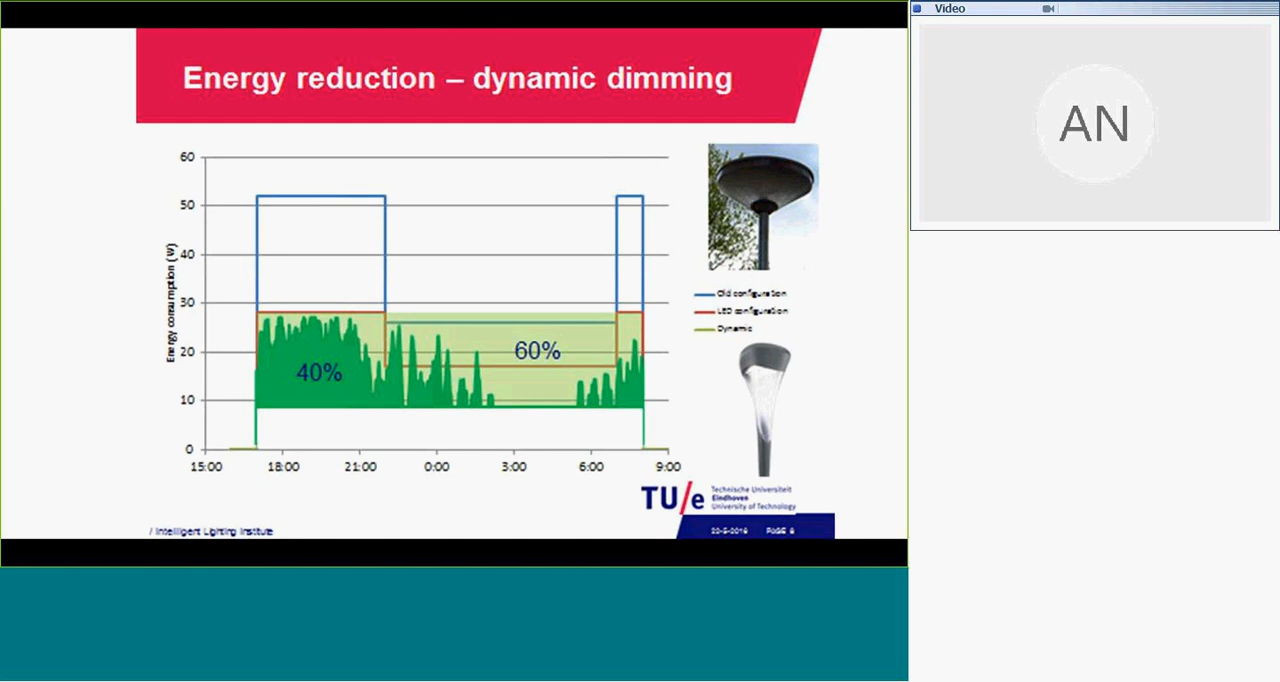 Video
AN
Energy reduction – dynamic dimming
60
50
40
30
20
10
0
Energy consumption (W)
15:00 18:00 21:00 0:00 3:00 6:00 9:00
40%
60%
Old configuration
LED configuration
Dynamic
TU/e
Technische Universiteit
Eindhoven
University of Technology
/ Intelligent Lighting Institute
PAGE